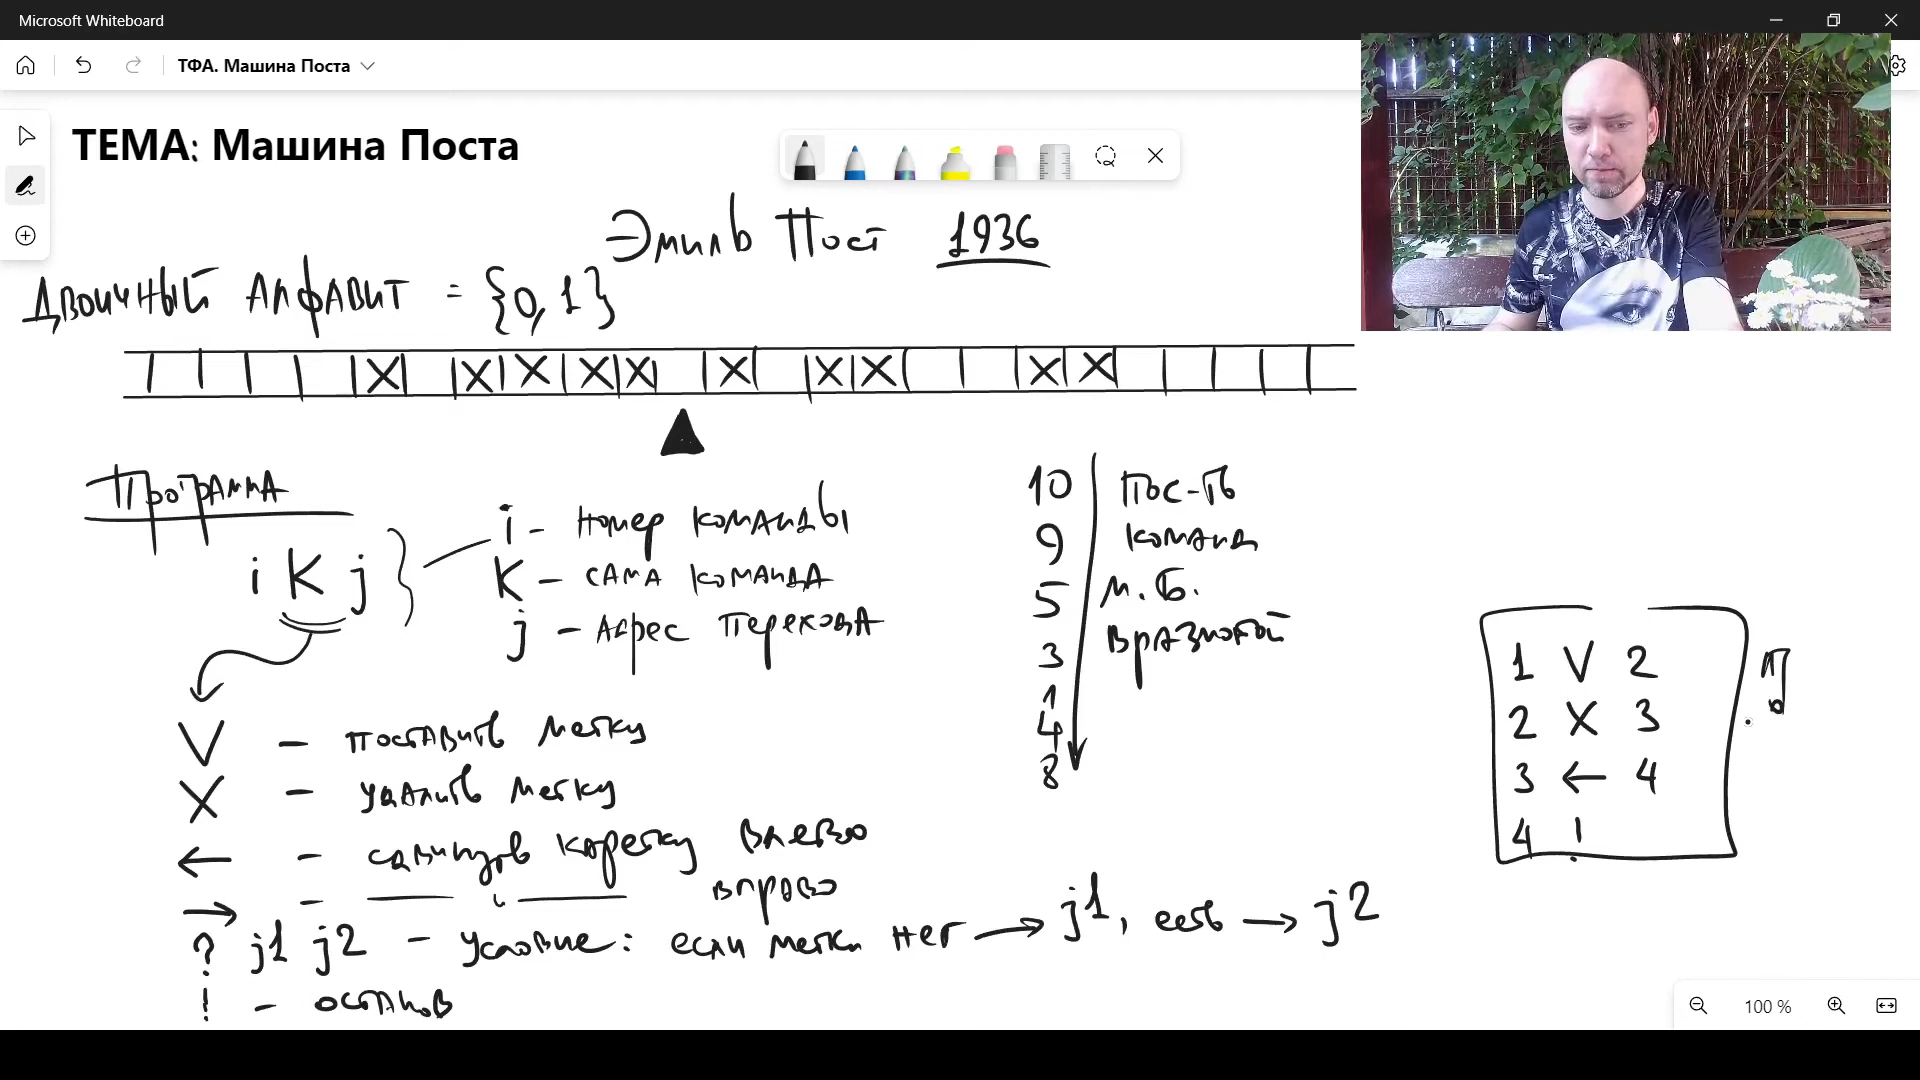 Microsoft Whiteboard
ТФА. Машина Поста
ТЕМА: Машина Поста
Эмиль Пост 1936
Двоичный алфавит = {0, 1}
X X X X X X X X X X
Программа
i K j
i - номер команды
K - сама команда
j - адрес перехода
V - поставить метку
X - удалить метку
← - сдвинуть каретку влево
→ - вправо
? j1 j2 - условие: если метки нет → j1, есть → j2
! - останов
10 Пос-ть
9 команд
5 м.б.
3 вразнобой
1
4
8
1 V 2
2 X 3
3 ← 4
4 !
100 %